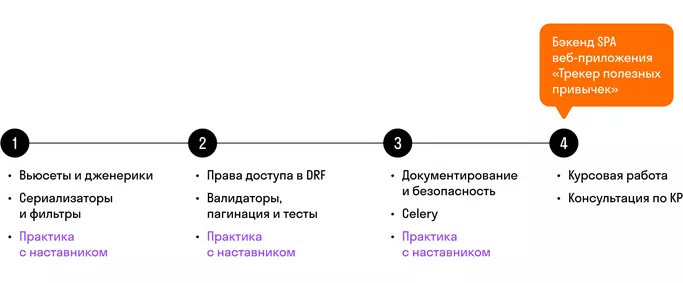 Бэкенд SPA
веб-приложения
«Трекер полезных
привычек»
1
• Вьюсеты и дженерики
• Сериализаторы
и фильтры
• Практика
с наставником
2
• Права доступа в DRF
• Валидаторы,
пагинация и тесты
• Практика
с наставником
3
• Документирование
и безопасность
• Celery
• Практика
с наставником
4
• Курсовая работа
• Консультация по КР